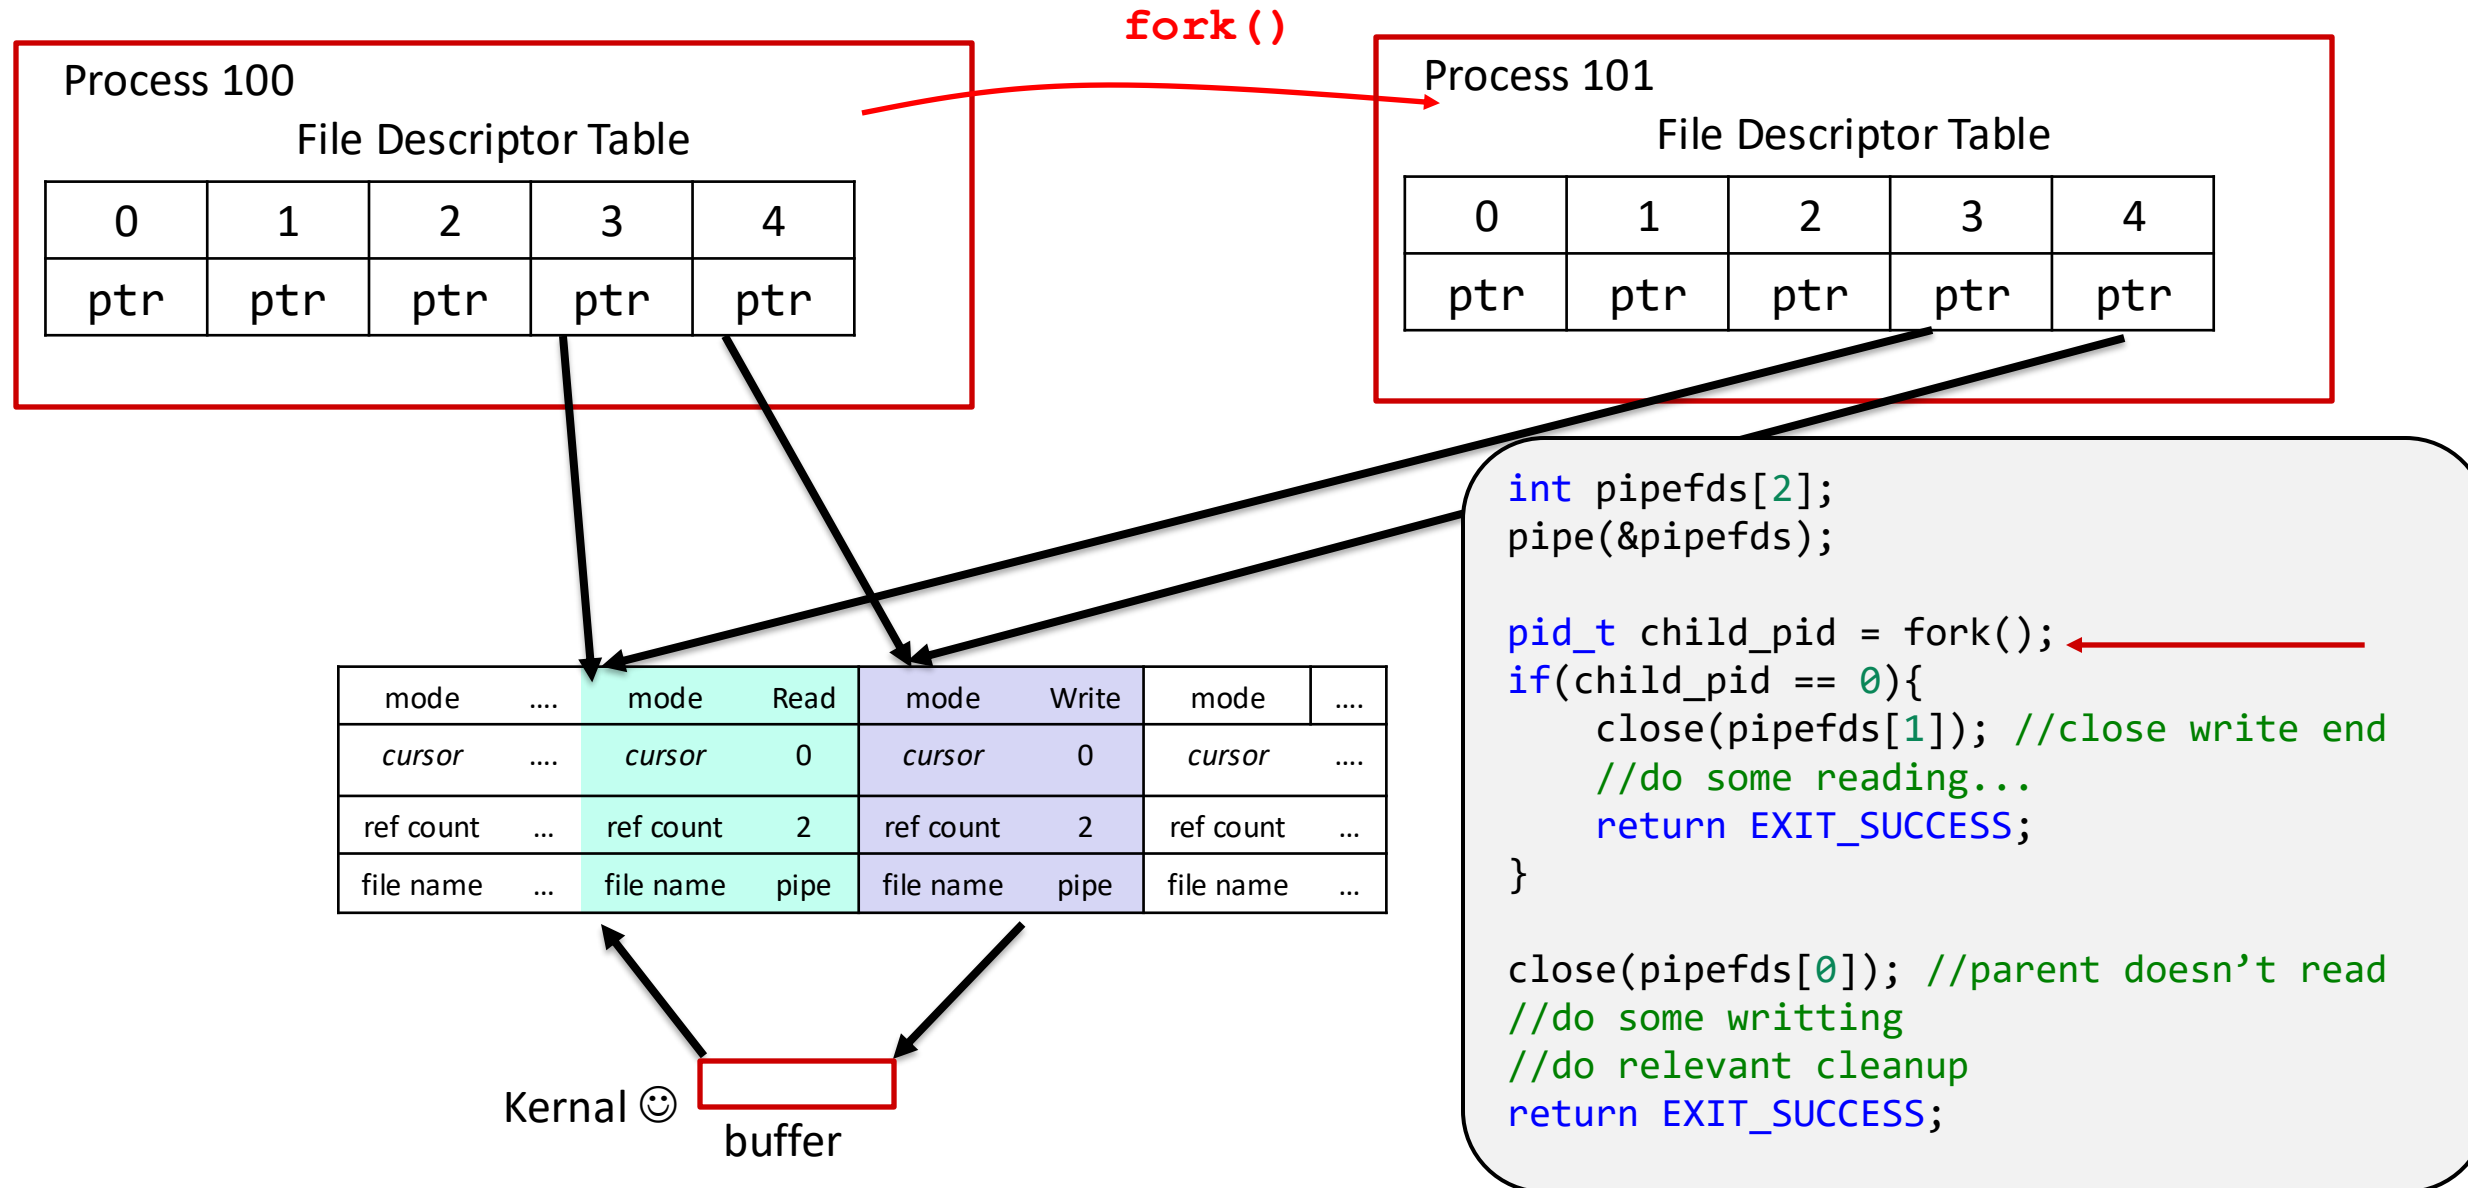 fork()
Process 100
File Descriptor Table
0 1 2 3 4
ptr ptr ptr ptr ptr
Process 101
File Descriptor Table
0 1 2 3 4
ptr ptr ptr ptr ptr
mode .... mode Read mode Write mode ....
cursor .... cursor 0 cursor 0 cursor ....
ref count ... ref count 2 ref count 2 ref count ...
file name ... file name pipe file name pipe file name ...
Kernal ☺
buffer
int pipefds[2];
pipe(&pipefds);
pid_t child_pid = fork();
if(child_pid == 0){
    close(pipefds[1]); //close write end
    //do some reading...
    return EXIT_SUCCESS;
}
close(pipefds[0]); //parent doesn’t read
//do some writting
//do relevant cleanup
return EXIT_SUCCESS;